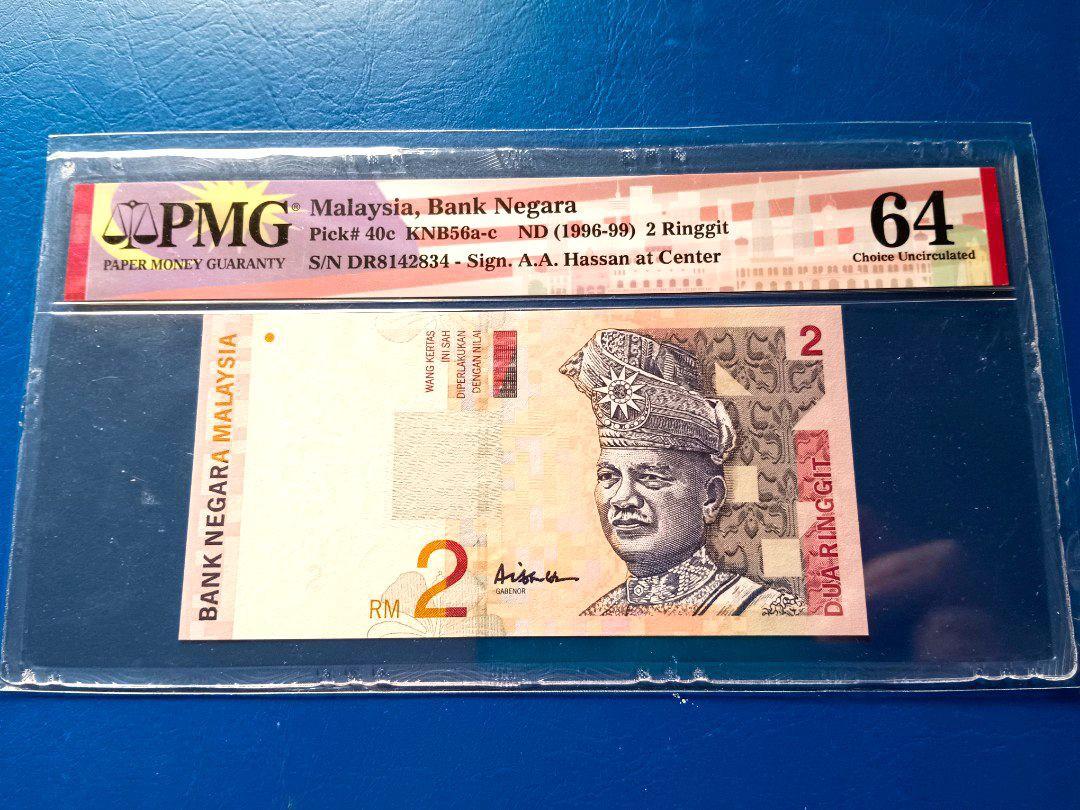 PMG®
PAPER MONEY GUARANTY
Malaysia, Bank Negara
Pick# 40c KNB56a-c ND (1996-99) 2 Ringgit
S/N DR8142834 - Sign. A.A. Hassan at Center
64
Choice Uncirculated
BANK NEGARA MALAYSIA
WANG KERTAS
INI SAH
DIPERLAKUKAN
DENGAN NILAI
2
DUA RINGGIT
RM 2
GABENOR